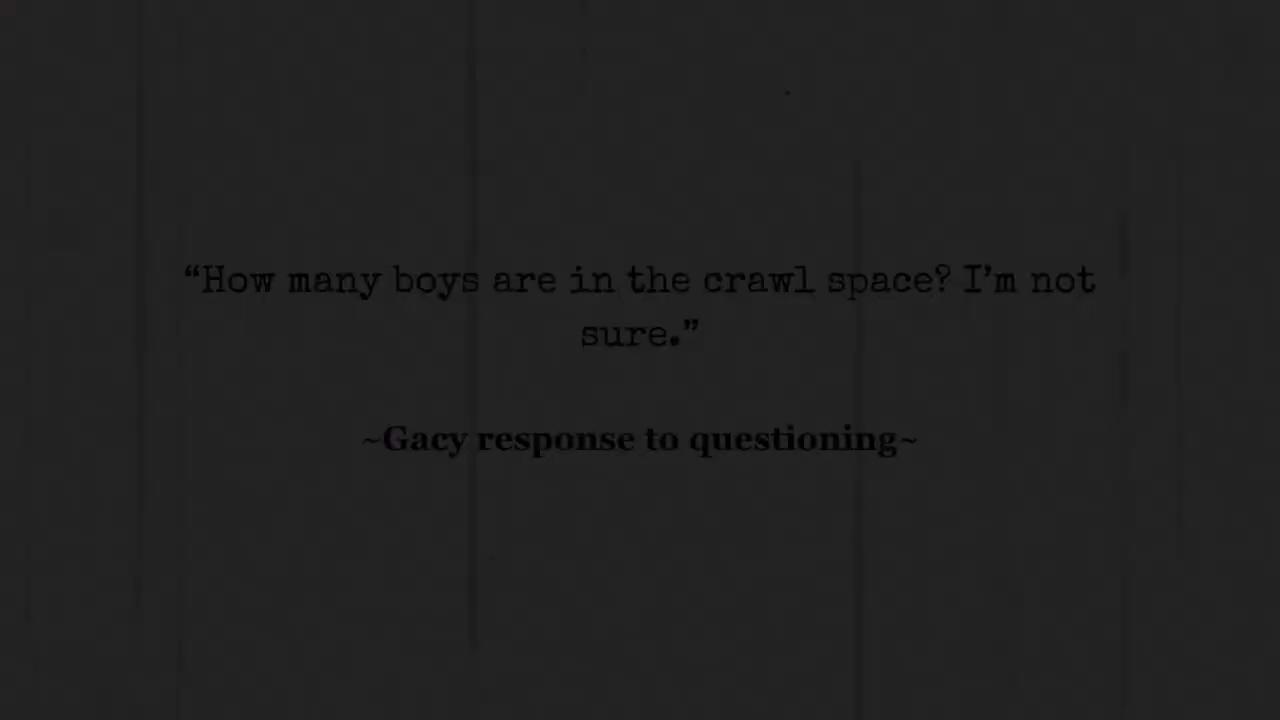 “How many boys are in the crawl space? I’m not
sure.”
~Gacy response to questioning~